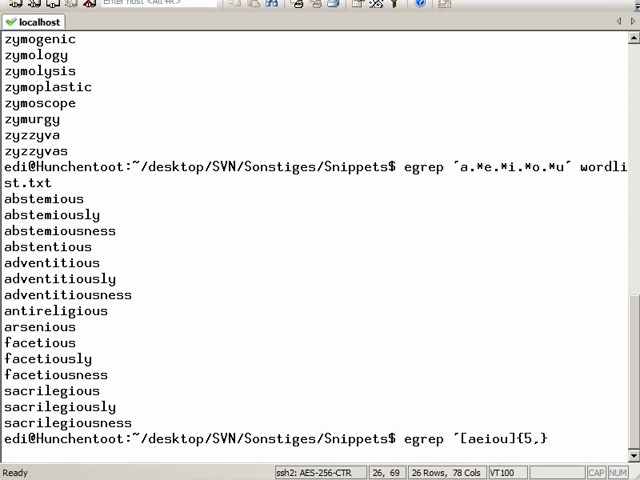 Enter host <Alt+R>
localhost
zymogenic
zymology
zymolysis
zymoplastic
zymoscope
zymurgy
zyzzyva
zyzzyvas
edi@Hunchentoot:~/desktop/SVN/Sonstiges/Snippets$ egrep ´a.*e.*i.*o.*u´ wordli
st.txt
abstemious
abstemiously
abstemiousness
abstentious
adventitious
adventitiously
adventitiousness
antireligious
arsenious
facetious
facetiously
facetiousness
sacrilegious
sacrilegiously
sacrilegiousness
edi@Hunchentoot:~/desktop/SVN/Sonstiges/Snippets$ egrep ´[aeiou]{5,}
Ready ssh2: AES-256-CTR 26, 69 26 Rows, 78 Cols VT100 CAP NUM